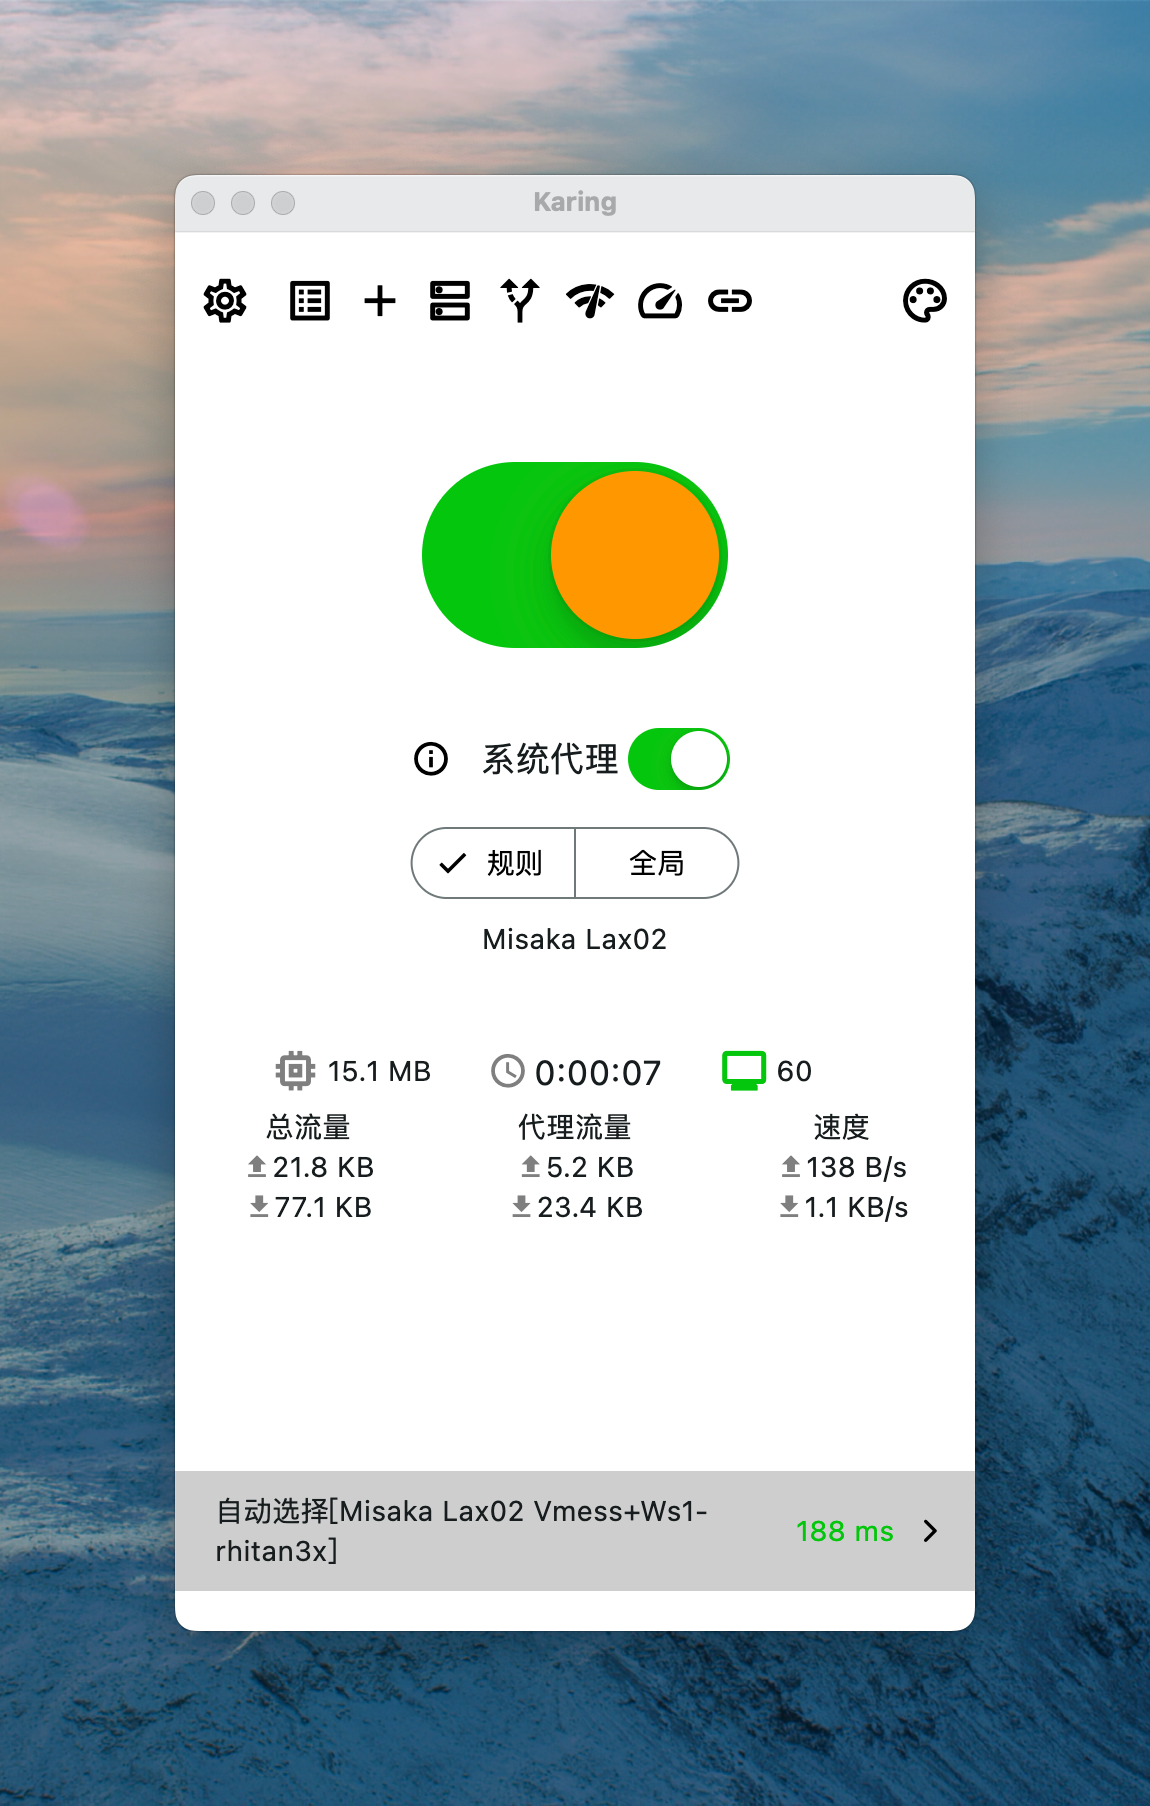 Karing
系统代理
规则 全局
Misaka Lax02
15.1 MB 0:00:07 60
总流量 代理流量 速度
21.8 KB 5.2 KB 138 B/s
77.1 KB 23.4 KB 1.1 KB/s
自动选择[Misaka Lax02 Vmess+Ws1-
rhitan3x]
188 ms